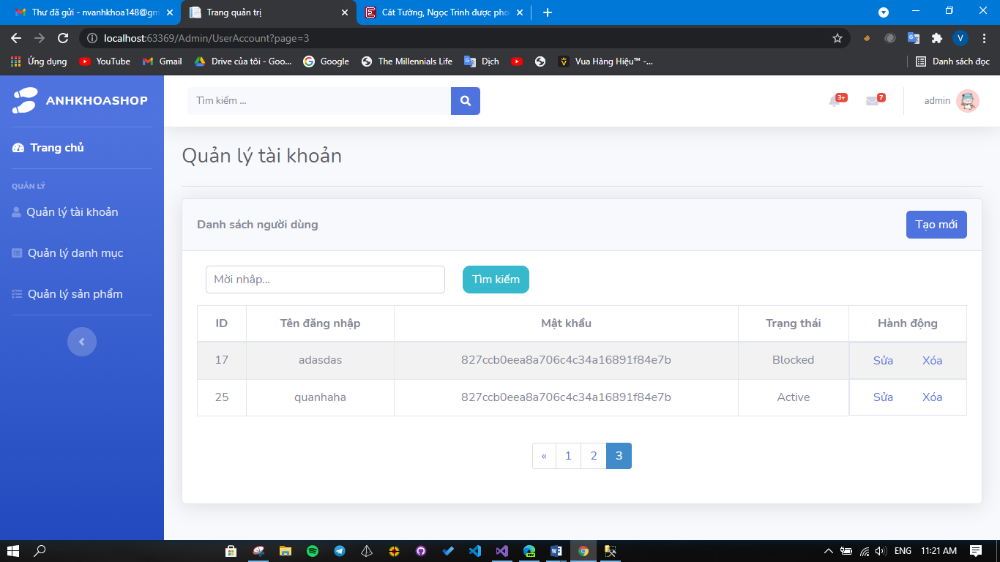 Thư đã gửi - nvanhkhoa148@gm
Trang quản trị
Cát Tường, Ngọc Trinh được pho
localhost:63369/Admin/UserAccount?page=3
V
Ứng dụng
YouTube
Gmail
Drive của tôi - Goo...
Google
The Millennials Life
Dịch
Vua Hàng Hiệu™ -...
Danh sách đọc
ANHKHOASHOP
Tìm kiếm ...
3+
7
admin
Trang chủ
QUẢN LÝ
Quản lý tài khoản
Quản lý danh mục
Quản lý sản phẩm
Quản lý tài khoản
Danh sách người dùng
Tạo mới
Mời nhập...
Tìm kiếm
ID Tên đăng nhập Mật khẩu Trạng thái Hành động
17 adasdas 827ccb0eea8a706c4c34a16891f84e7b Blocked Sửa Xóa
25 quanhaha 827ccb0eea8a706c4c34a16891f84e7b Active Sửa Xóa
« 1 2 3
ENG 11:21 AM